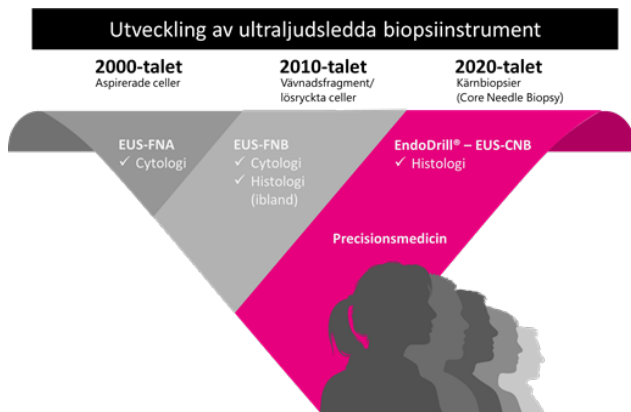 Utveckling av ultraljudsledda biopsiinstrument
2000-talet
Aspirerade celler
2010-talet
Vävnadsfragment/
lösryckta celler
2020-talet
Kärnbiopsier
(Core Needle Biopsy)
EUS-FNA
✓ Cytologi
EUS-FNB
✓ Cytologi
✓ Histologi
(ibland)
EndoDrill® – EUS-CNB
✓ Histologi
Precisionsmedicin